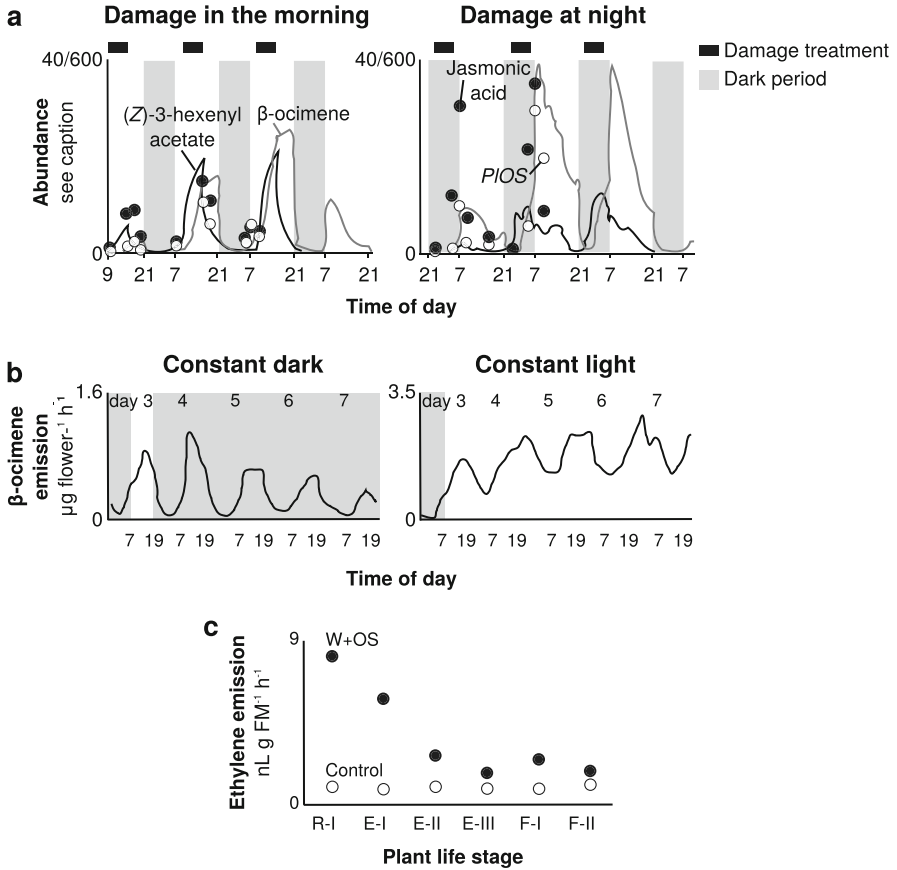 a
Damage in the morning
Damage at night
40/600
40/600
Damage treatment
Dark period
Abundance
see caption
(Z)-3-hexenyl
acetate
β-ocimene
Jasmonic
acid
PlOS
0
0
9 21 7 21 7 21 7 21
21 7 21 7 21 7 21 7
Time of day
b
Constant dark
Constant light
β-ocimene
emission
µg flower-¹ h-¹
1.6
day 3 4 5 6 7
0
7 19 7 19 7 19 7 19 7 19
3.5
day 3 4 5 6 7
0
7 19 7 19 7 19 7 19 7 19
Time of day
c
Ethylene emission
nL g FM-¹ h-¹
9
W+OS
Control
0
R-I E-I E-II E-III F-I F-II
Plant life stage